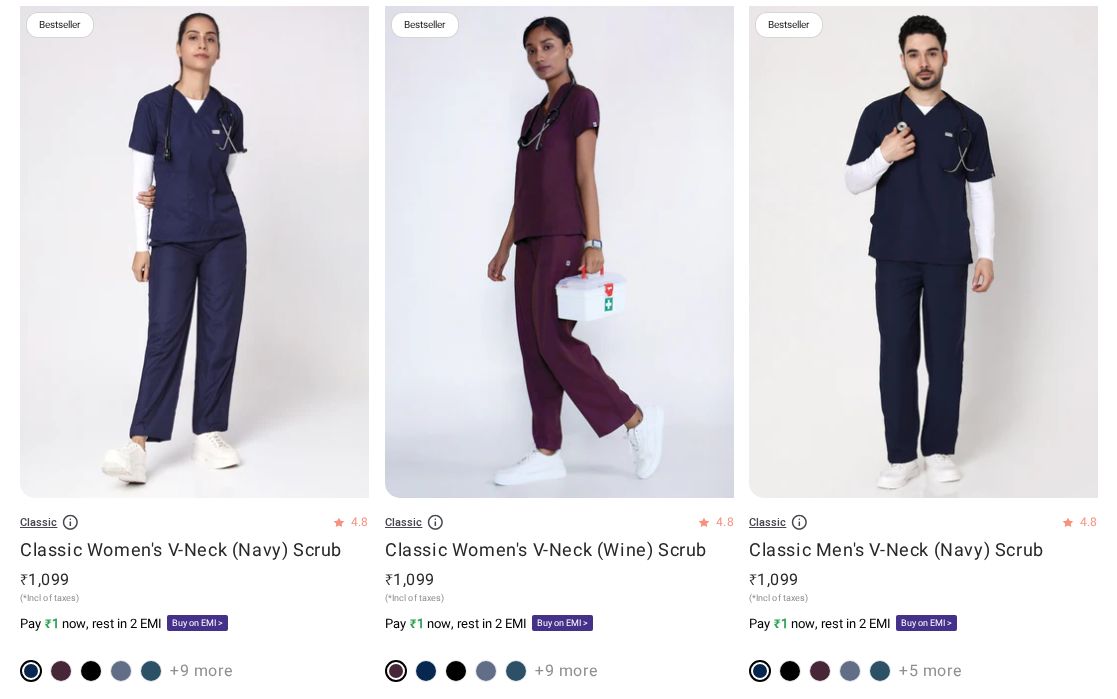 Bestseller
Bestseller
Bestseller
Classic
4.8
Classic Women's V-Neck (Navy) Scrub
₹1,099
(*Incl of taxes)
Pay ₹1 now, rest in 2 EMI Buy on EMI >
+9 more
Classic
4.8
Classic Women's V-Neck (Wine) Scrub
₹1,099
(*Incl of taxes)
Pay ₹1 now, rest in 2 EMI Buy on EMI >
+9 more
Classic
4.8
Classic Men's V-Neck (Navy) Scrub
₹1,099
(*Incl of taxes)
Pay ₹1 now, rest in 2 EMI Buy on EMI >
+5 more